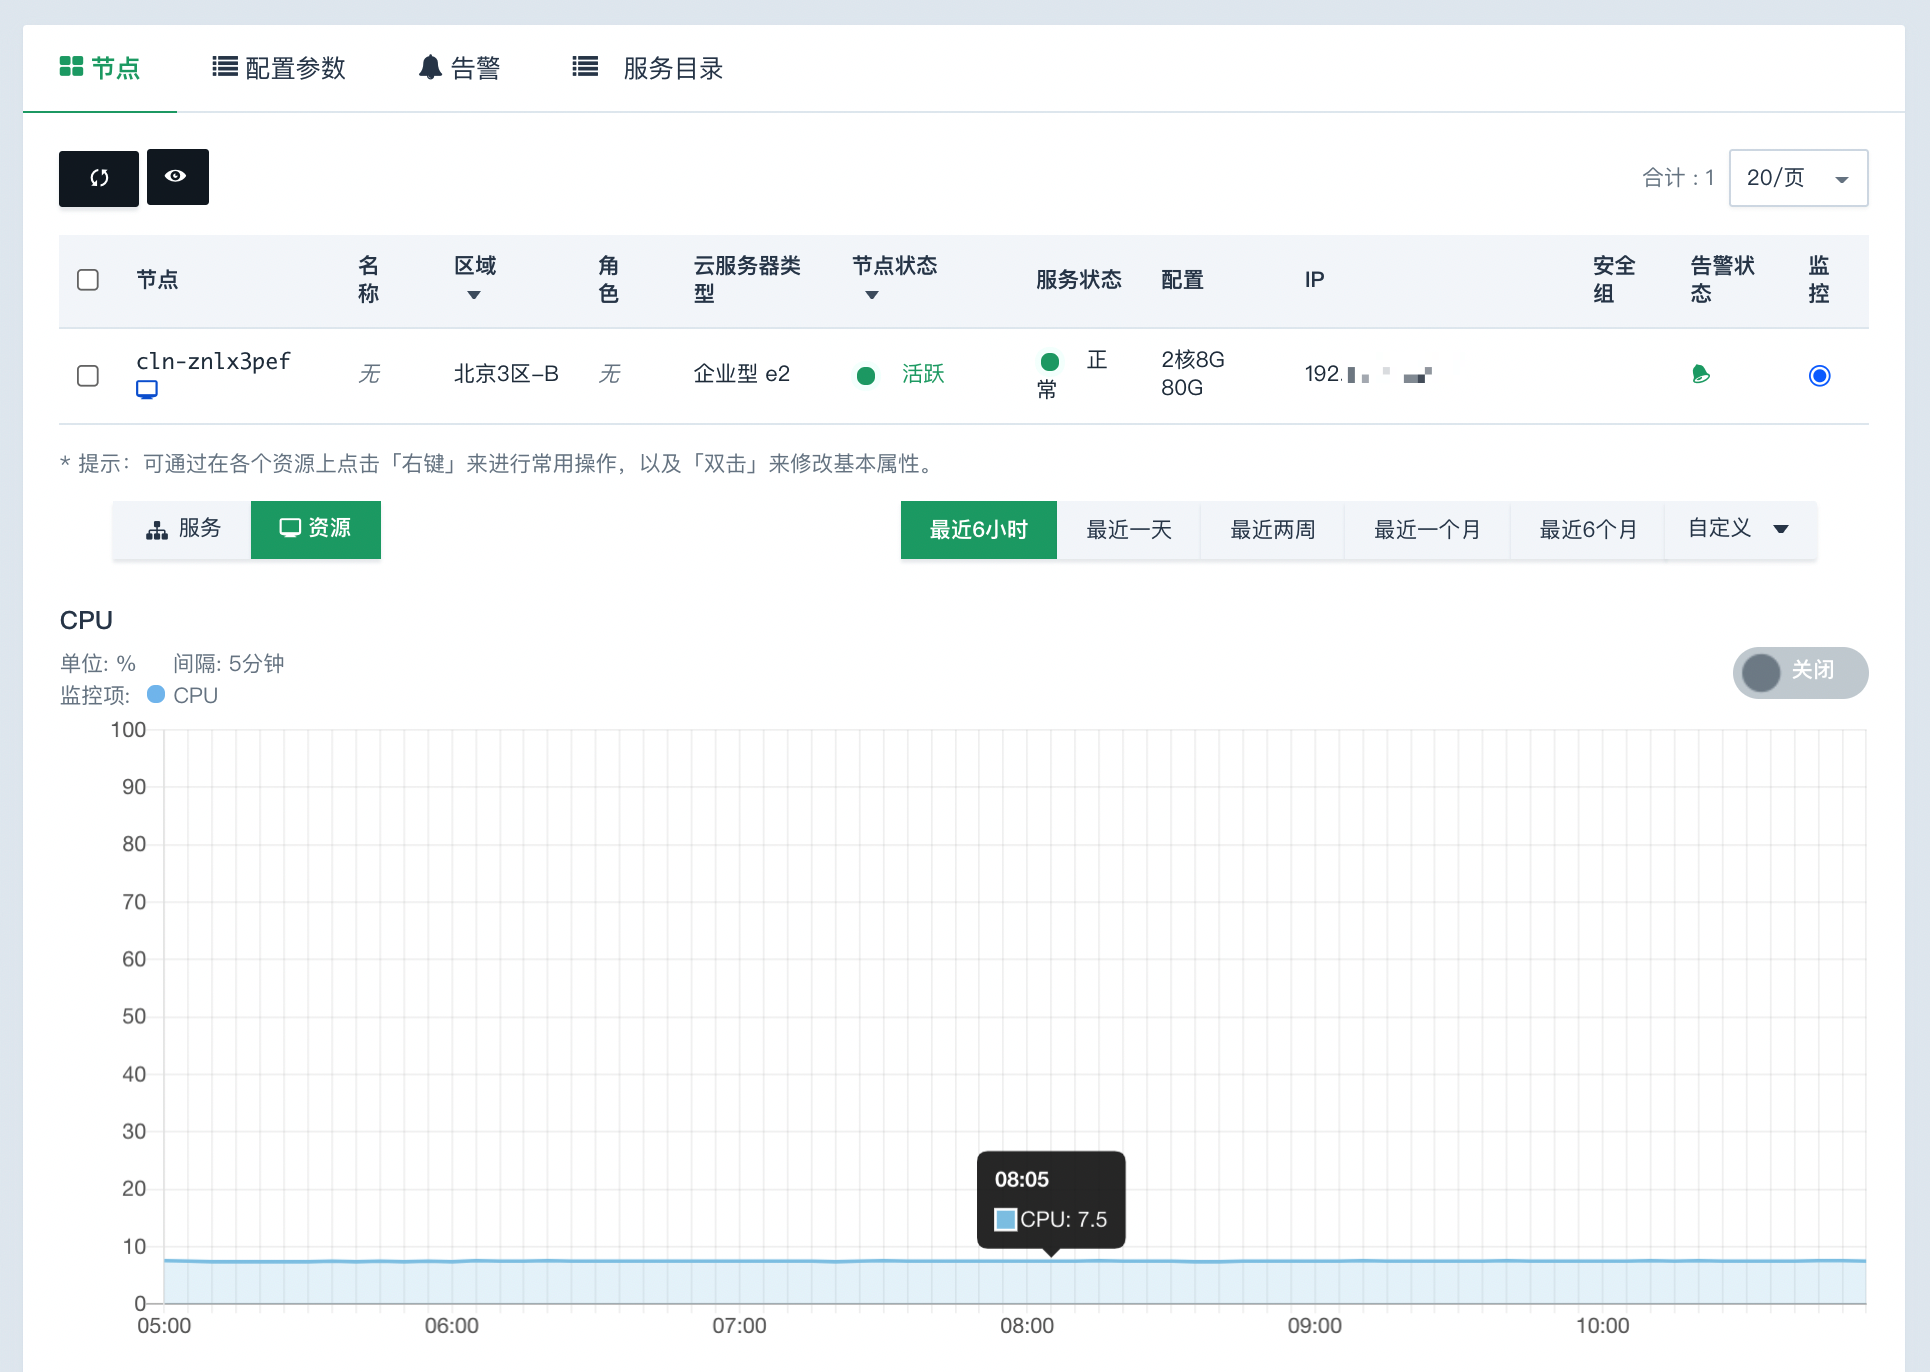 节点 配置参数 告警 服务目录
合计 : 1 20/页
节点 名称 区域 角色 云服务器类型 节点状态 服务状态 配置 IP 安全组 告警状态 监控
cln-znlx3pef 无 北京3区-B 无 企业型 e2 活跃 正常 2核8G 80G 192.
* 提示：可通过在各个资源上点击「右键」来进行常用操作，以及「双击」来修改基本属性。
服务 资源 最近6小时 最近一天 最近两周 最近一个月 最近6个月 自定义
CPU
单位: % 间隔: 5分钟
关闭
监控项: CPU
100
90
80
70
60
50
40
30
20
10
0
08:05
CPU: 7.5
05:00 06:00 07:00 08:00 09:00 10:00